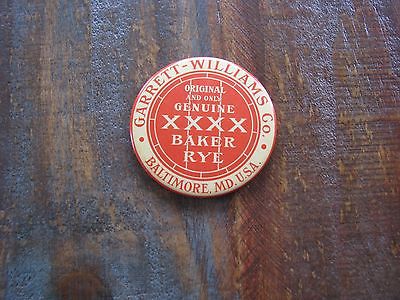 GARRETT-WILLIAMS CO.
ORIGINAL
AND ONLY
GENUINE
XXXX
BAKER
RYE
BALTIMORE, MD. U.S.A.